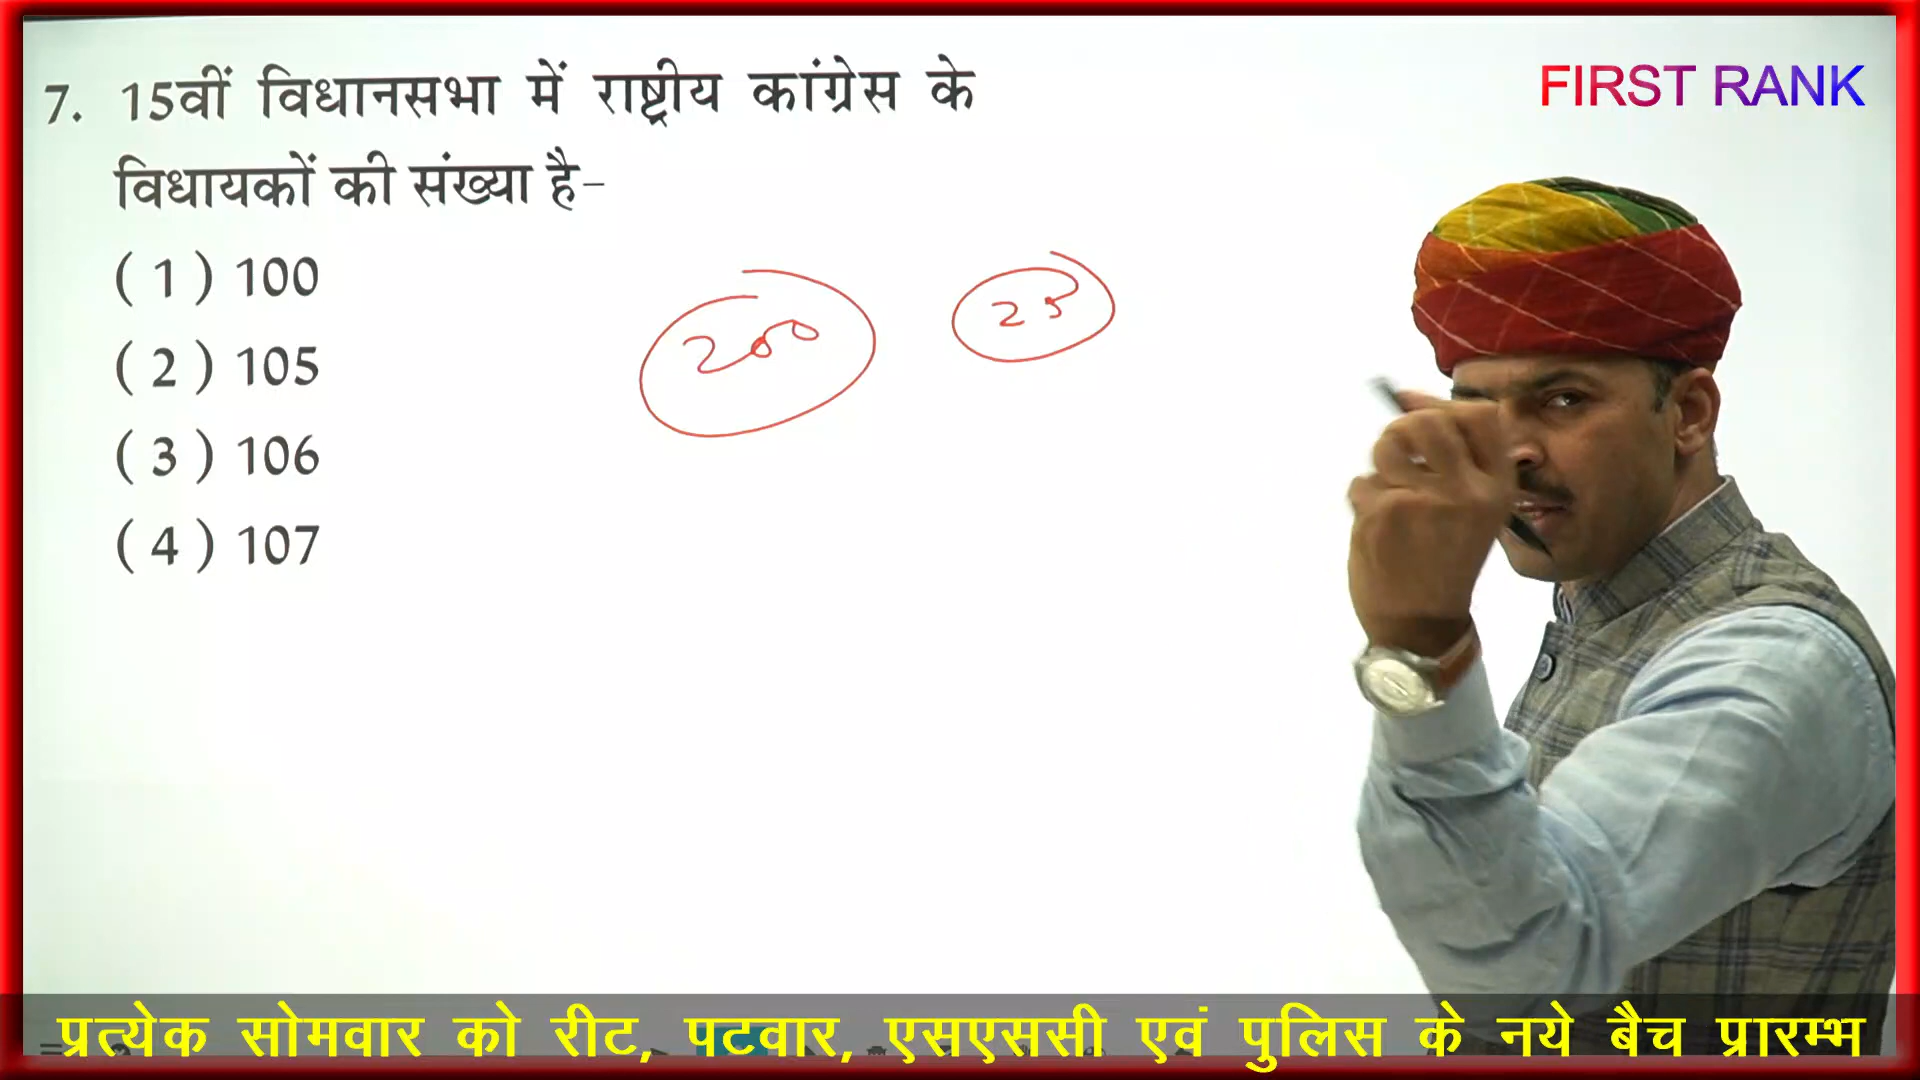 FIRST RANK
7. 15वीं विधानसभा में राष्ट्रीय कांग्रेस के
विधायकों की संख्या है-
(1) 100
(2) 105
(3) 106
(4) 107
200
25
प्रत्येक सोमवार को रीट, पटवार, एसएससी एवं पुलिस के नये बैच प्रारम्भ